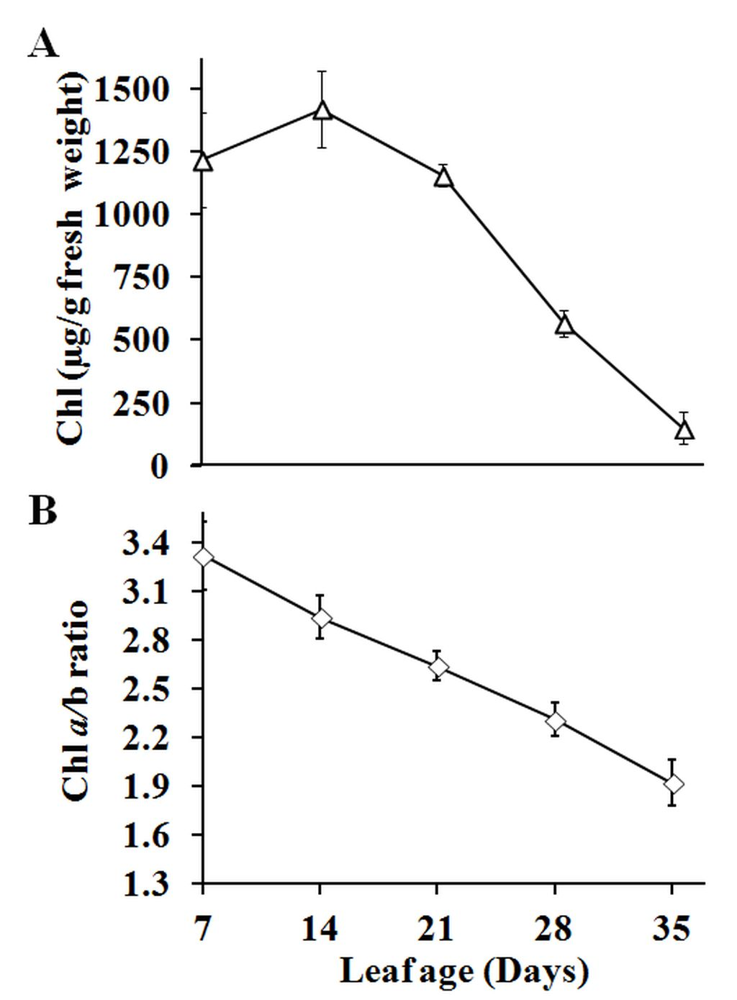 A
Chl (µg/g fresh weight)
1500
1250
1000
750
500
250
0
B
Chl a/b ratio
3.4
3.1
2.8
2.5
2.2
1.9
1.6
1.3
7 14 21 28 35
Leaf age (Days)